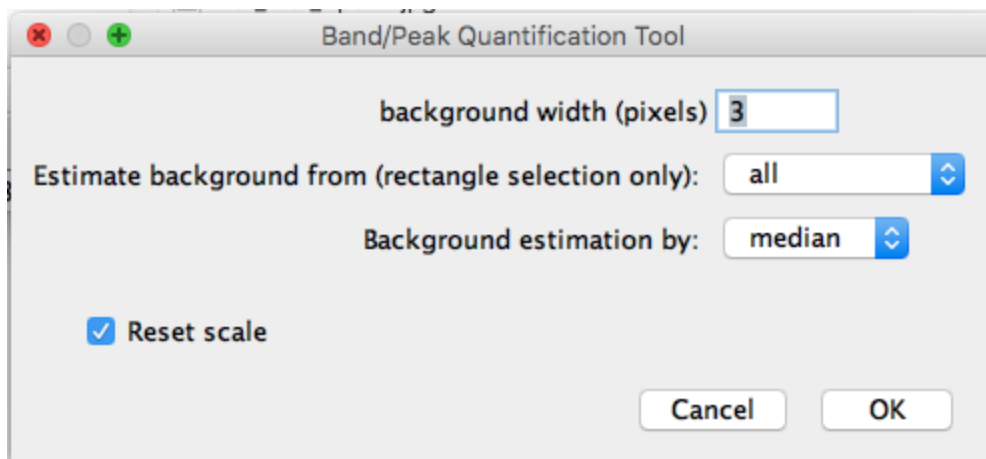 Band/Peak Quantification Tool
background width (pixels) 3
Estimate background from (rectangle selection only): all
Background estimation by: median
Reset scale
Cancel OK